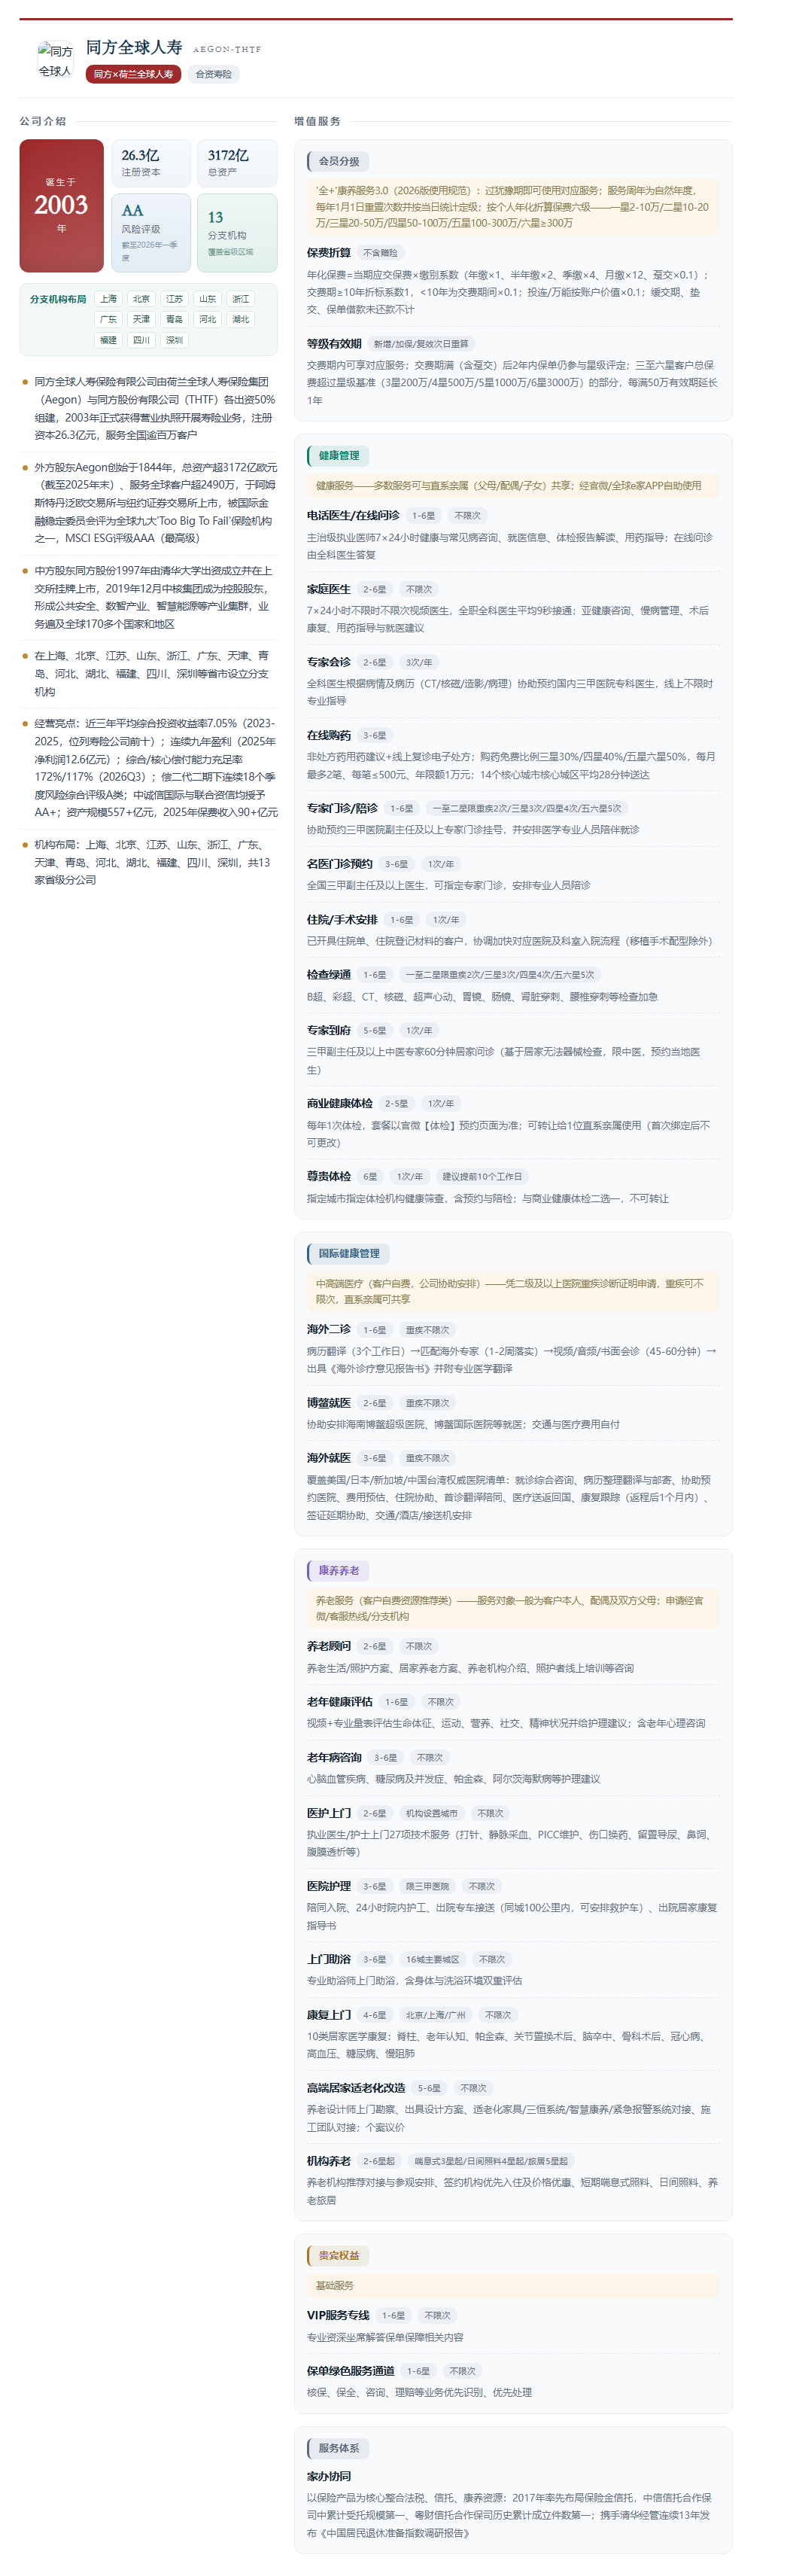 同方
全球人
同方全球人寿 AEGON-THTF
同方×荷兰全球人寿 合资寿险
公司介绍
诞生于
2003
年
26.3亿
注册资本
3172亿
总资产
AA
风险评级
截至2026年一季
度
13
分支机构
覆盖省级区域
分支机构布局 上海 北京 江苏 山东 浙江
广东 天津 青岛 河北 湖北
福建 四川 深圳
同方全球人寿保险有限公司由荷兰全球人寿保险集团
（Aegon）与同方股份有限公司（THTF）各出资50%
组建，2003年正式获得营业执照开展寿险业务，注册
资本26.3亿元，服务全国逾百万客户
外方股东Aegon创始于1844年，总资产超3172亿欧元
（截至2025年末）、服务全球客户超2490万，于阿姆
斯特丹泛欧交易所与纽约证券交易所上市，被国际金
融稳定委员会评为全球九大'Too Big To Fail'保险机构
之一，MSCI ESG评级AAA（最高级）
中方股东同方股份1997年由清华大学出资成立并在上
交所挂牌上市，2019年12月中核集团成为控股股东，
形成公共安全、数智产业、智慧能源等产业集群，业
务遍及全球170多个国家和地区
在上海、北京、江苏、山东、浙江、广东、天津、青
岛、河北、湖北、福建、四川、深圳等省市设立分支
机构
经营亮点：近三年平均综合投资收益率7.05%（2023-
2025，位列寿险公司前十）；连续九年盈利（2025年
净利润12.6亿元）；综合/核心偿付能力充足率
172%/117%（2026Q3）；偿二代二期下连续18个季
度风险综合评级A类；中诚信国际与联合资信均授予
AA+；资产规模557+亿元，2025年保费收入90+亿元
机构布局：上海、北京、江苏、山东、浙江、广东、
天津、青岛、河北、湖北、福建、四川、深圳，共13
家省级分公司
增值服务
会员分级
'全+'康养服务3.0（2026版使用规范）：过犹豫期即可使用对应服务；服务周年为自然年度，
每年1月1日重置次数并按当日统计定级；按个人年化折算保费六级——一星2-10万/二星10-20
万/三星20-50万/四星50-100万/五星100-300万/六星≥300万
保费折算 不含赠险
年化保费=当期应交保费×缴别系数（年缴×1、半年缴×2、季缴×4、月缴×12、趸交×0.1）；
交费期≥10年折标系数1，<10年为交费期间×0.1；投连/万能按账户价值×0.1；缓交期、垫
交、保单借款未还款不计
等级有效期 新增/加保/复效次日重算
交费期内可享对应服务；交费期满（含趸交）后2年内保单仍参与星级评定；三至六星客户总保
费超过星级基准（3星200万/4星500万/5星1000万/6星3000万）的部分，每满50万有效期延长
1年
健康管理
健康服务——多数服务可与直系亲属（父母/配偶/子女）共享；经官微/全球e家APP自助使用
电话医生/在线问诊 1-6星 不限次
主治级执业医师7×24小时健康与常见病咨询、就医信息、体检报告解读、用药指导；在线问诊
由全科医生答复
家庭医生 2-6星 不限次
7×24小时不限时不限次视频医生，全职全科医生平均9秒接通；亚健康咨询、慢病管理、术后
康复、用药指导与就医建议
专家会诊 2-6星 3次/年
全科医生根据病情及病历（CT/核磁/造影/病理）协助预约国内三甲医院专科医生，线上不限时
专业指导
在线购药 3-6星
非处方药用药建议+线上复诊电子处方；购药免费比例三星30%/四星40%/五星六星50%，每月
最多2笔、每笔≤500元、年限额1万元；14个核心城市核心城区平均28分钟送达
专家门诊/陪诊 1-6星 一至二星限重疾2次/三星3次/四星4次/五六星5次
协助预约三甲医院副主任及以上专家门诊挂号，并安排医学专业人员陪伴就诊
名医门诊预约 3-6星 1次/年
全国三甲副主任及以上医生，可指定专家门诊，安排专业人员陪诊
住院/手术安排 1-6星 1次/年
已开具住院单、住院登记材料的客户，协调加快对应医院及科室入院流程（移植手术配型除外）
检查绿通 1-6星 一至二星限重疾2次/三星3次/四星4次/五六星5次
B超、彩超、CT、核磁、超声心动、胃镜、肠镜、肾脏穿刺、腰椎穿刺等检查加急
专家到府 5-6星 1次/年
三甲副主任及以上中医专家60分钟居家问诊（基于居家无法器械检查，限中医，预约当地医
生）
商业健康体检 2-5星 1次/年
每年1次体检，套餐以官微【体检】预约页面为准；可转让给1位直系亲属使用（首次绑定后不
可更改）
尊贵体检 6星 1次/年 建议提前10个工作日
指定城市指定体检机构健康筛查，含预约与陪检；与商业健康体检二选一，不可转让
国际健康管理
中高端医疗（客户自费，公司协助安排）——凭二级及以上医院重疾诊断证明申请，重疾可不
限次，直系亲属可共享
海外二诊 1-6星 重疾不限次
病历翻译（3个工作日）→匹配海外专家（1-2周落实）→视频/音频/书面会诊（45-60分钟）→
出具《海外诊疗意见报告书》并附专业医学翻译
博鳌就医 2-6星 重疾不限次
协助安排海南博鳌超级医院、博鳌国际医院等就医；交通与医疗费用自付
海外就医 3-6星 重疾不限次
覆盖美国/日本/新加坡/中国台湾权威医院清单：就诊综合咨询、病历整理翻译与邮寄、协助预
约医院、费用预估、住院协助、首诊翻译陪同、医疗送返回国、康复跟踪（返程后1个月内）、
签证延期协助、交通/酒店/接送机安排
康养养老
养老服务（客户自费资源推荐类）——服务对象一般为客户本人、配偶及双方父母；申请经官
微/客服热线/分支机构
养老顾问 2-6星 不限次
养老生活/照护方案、居家养老方案、养老机构介绍、照护者线上培训等咨询
老年健康评估 1-6星 不限次
视频+专业量表评估生命体征、运动、营养、社交、精神状况并给护理建议；含老年心理咨询
老年病咨询 3-6星 不限次
心脑血管疾病、糖尿病及并发症、帕金森、阿尔茨海默病等护理建议
医护上门 2-6星 机构设置城市 不限次
执业医生/护士上门27项技术服务（打针、静脉采血、PICC维护、伤口换药、留置导尿、鼻饲、
腹膜透析等）
医院护理 3-6星 限三甲医院 不限次
陪同入院、24小时院内护工、出院专车接送（同城100公里内，可安排救护车）、出院居家康复
指导书
上门助浴 3-6星 16城主要城区 不限次
专业助浴师上门助浴，含身体与洗浴环境双重评估
康复上门 4-6星 北京/上海/广州 不限次
10类居家医学康复：脊柱、老年认知、帕金森、关节置换术后、脑卒中、骨科术后、冠心病、
高血压、糖尿病、慢阻肺
高端居家适老化改造 5-6星 不限次
养老设计师上门勘察、出具设计方案、适老化家具/三恒系统/智慧康养/紧急报警系统对接、施
工团队对接；个案议价
机构养老 2-6星起 喘息式3星起/日间照料4星起/旅居5星起
养老机构推荐对接与参观安排、签约机构优先入住及价格优惠、短期喘息式照料、日间照料、养
老旅居
贵宾权益
基础服务
VIP服务专线 1-6星 不限次
专业资深坐席解答保单保障相关内容
保单绿色服务通道 1-6星 不限次
核保、保全、咨询、理赔等业务优先识别、优先处理
服务体系
家办协同
以保险产品为核心整合法税、信托、康养资源：2017年率先布局保险金信托，中信信托合作保
司中累计受托规模第一、粤财信托合作保司历史累计成立件数第一；携手清华经管连续13年发
布《中国居民退休准备指数调研报告》